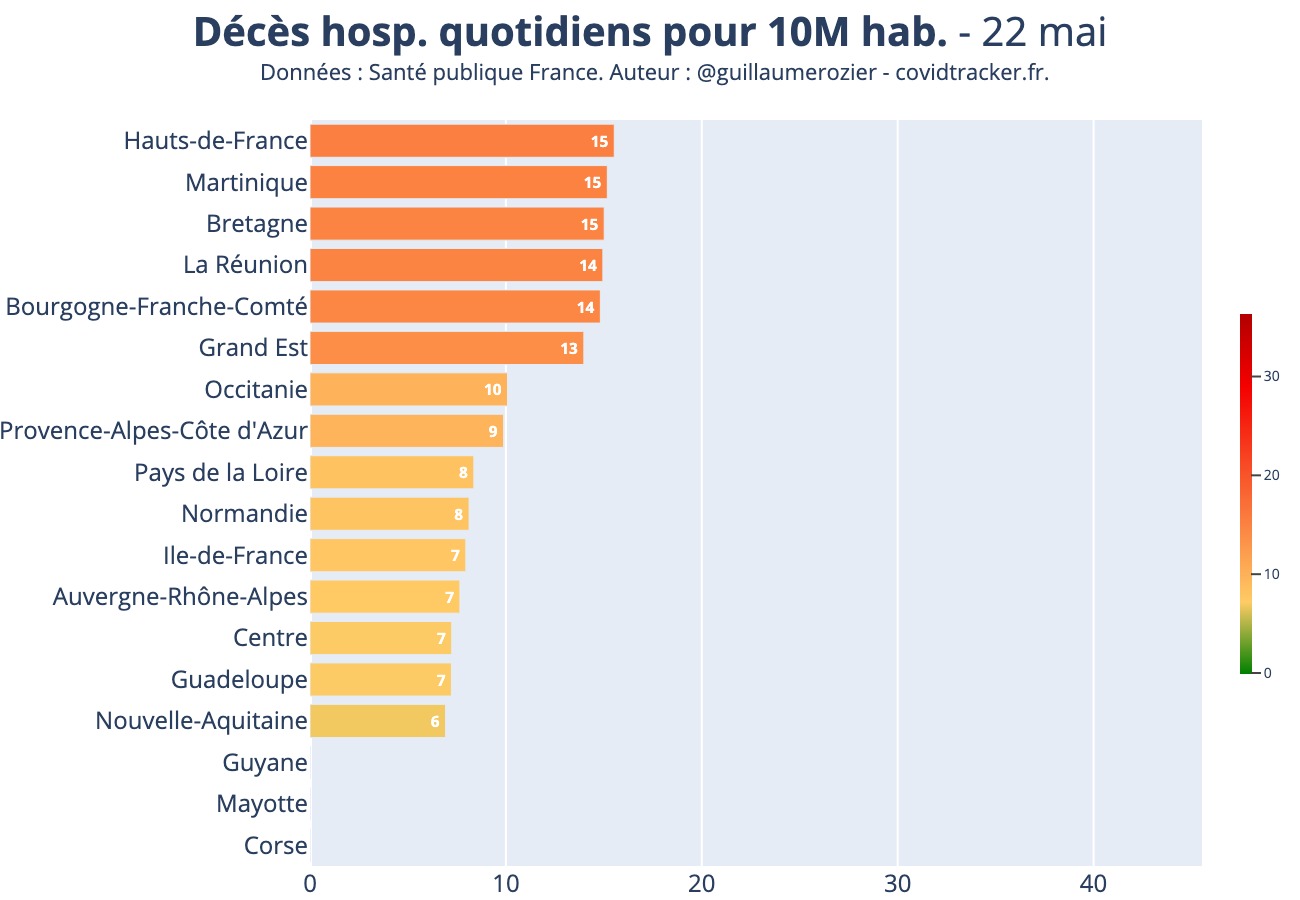 Décès hosp. quotidiens pour 10M hab. - 22 mai
Données : Santé publique France. Auteur : @guillaumerozier - covidtracker.fr.
Hauts-de-France 15
Martinique 15
Bretagne 15
La Réunion 14
Bourgogne-Franche-Comté 14
Grand Est 13
Occitanie 10
Provence-Alpes-Côte d'Azur 9
Pays de la Loire 8
Normandie 8
Ile-de-France 7
Auvergne-Rhône-Alpes 7
Centre 7
Guadeloupe 7
Nouvelle-Aquitaine 6
Guyane
Mayotte
Corse
0 10 20 30 40
30
20
10
0